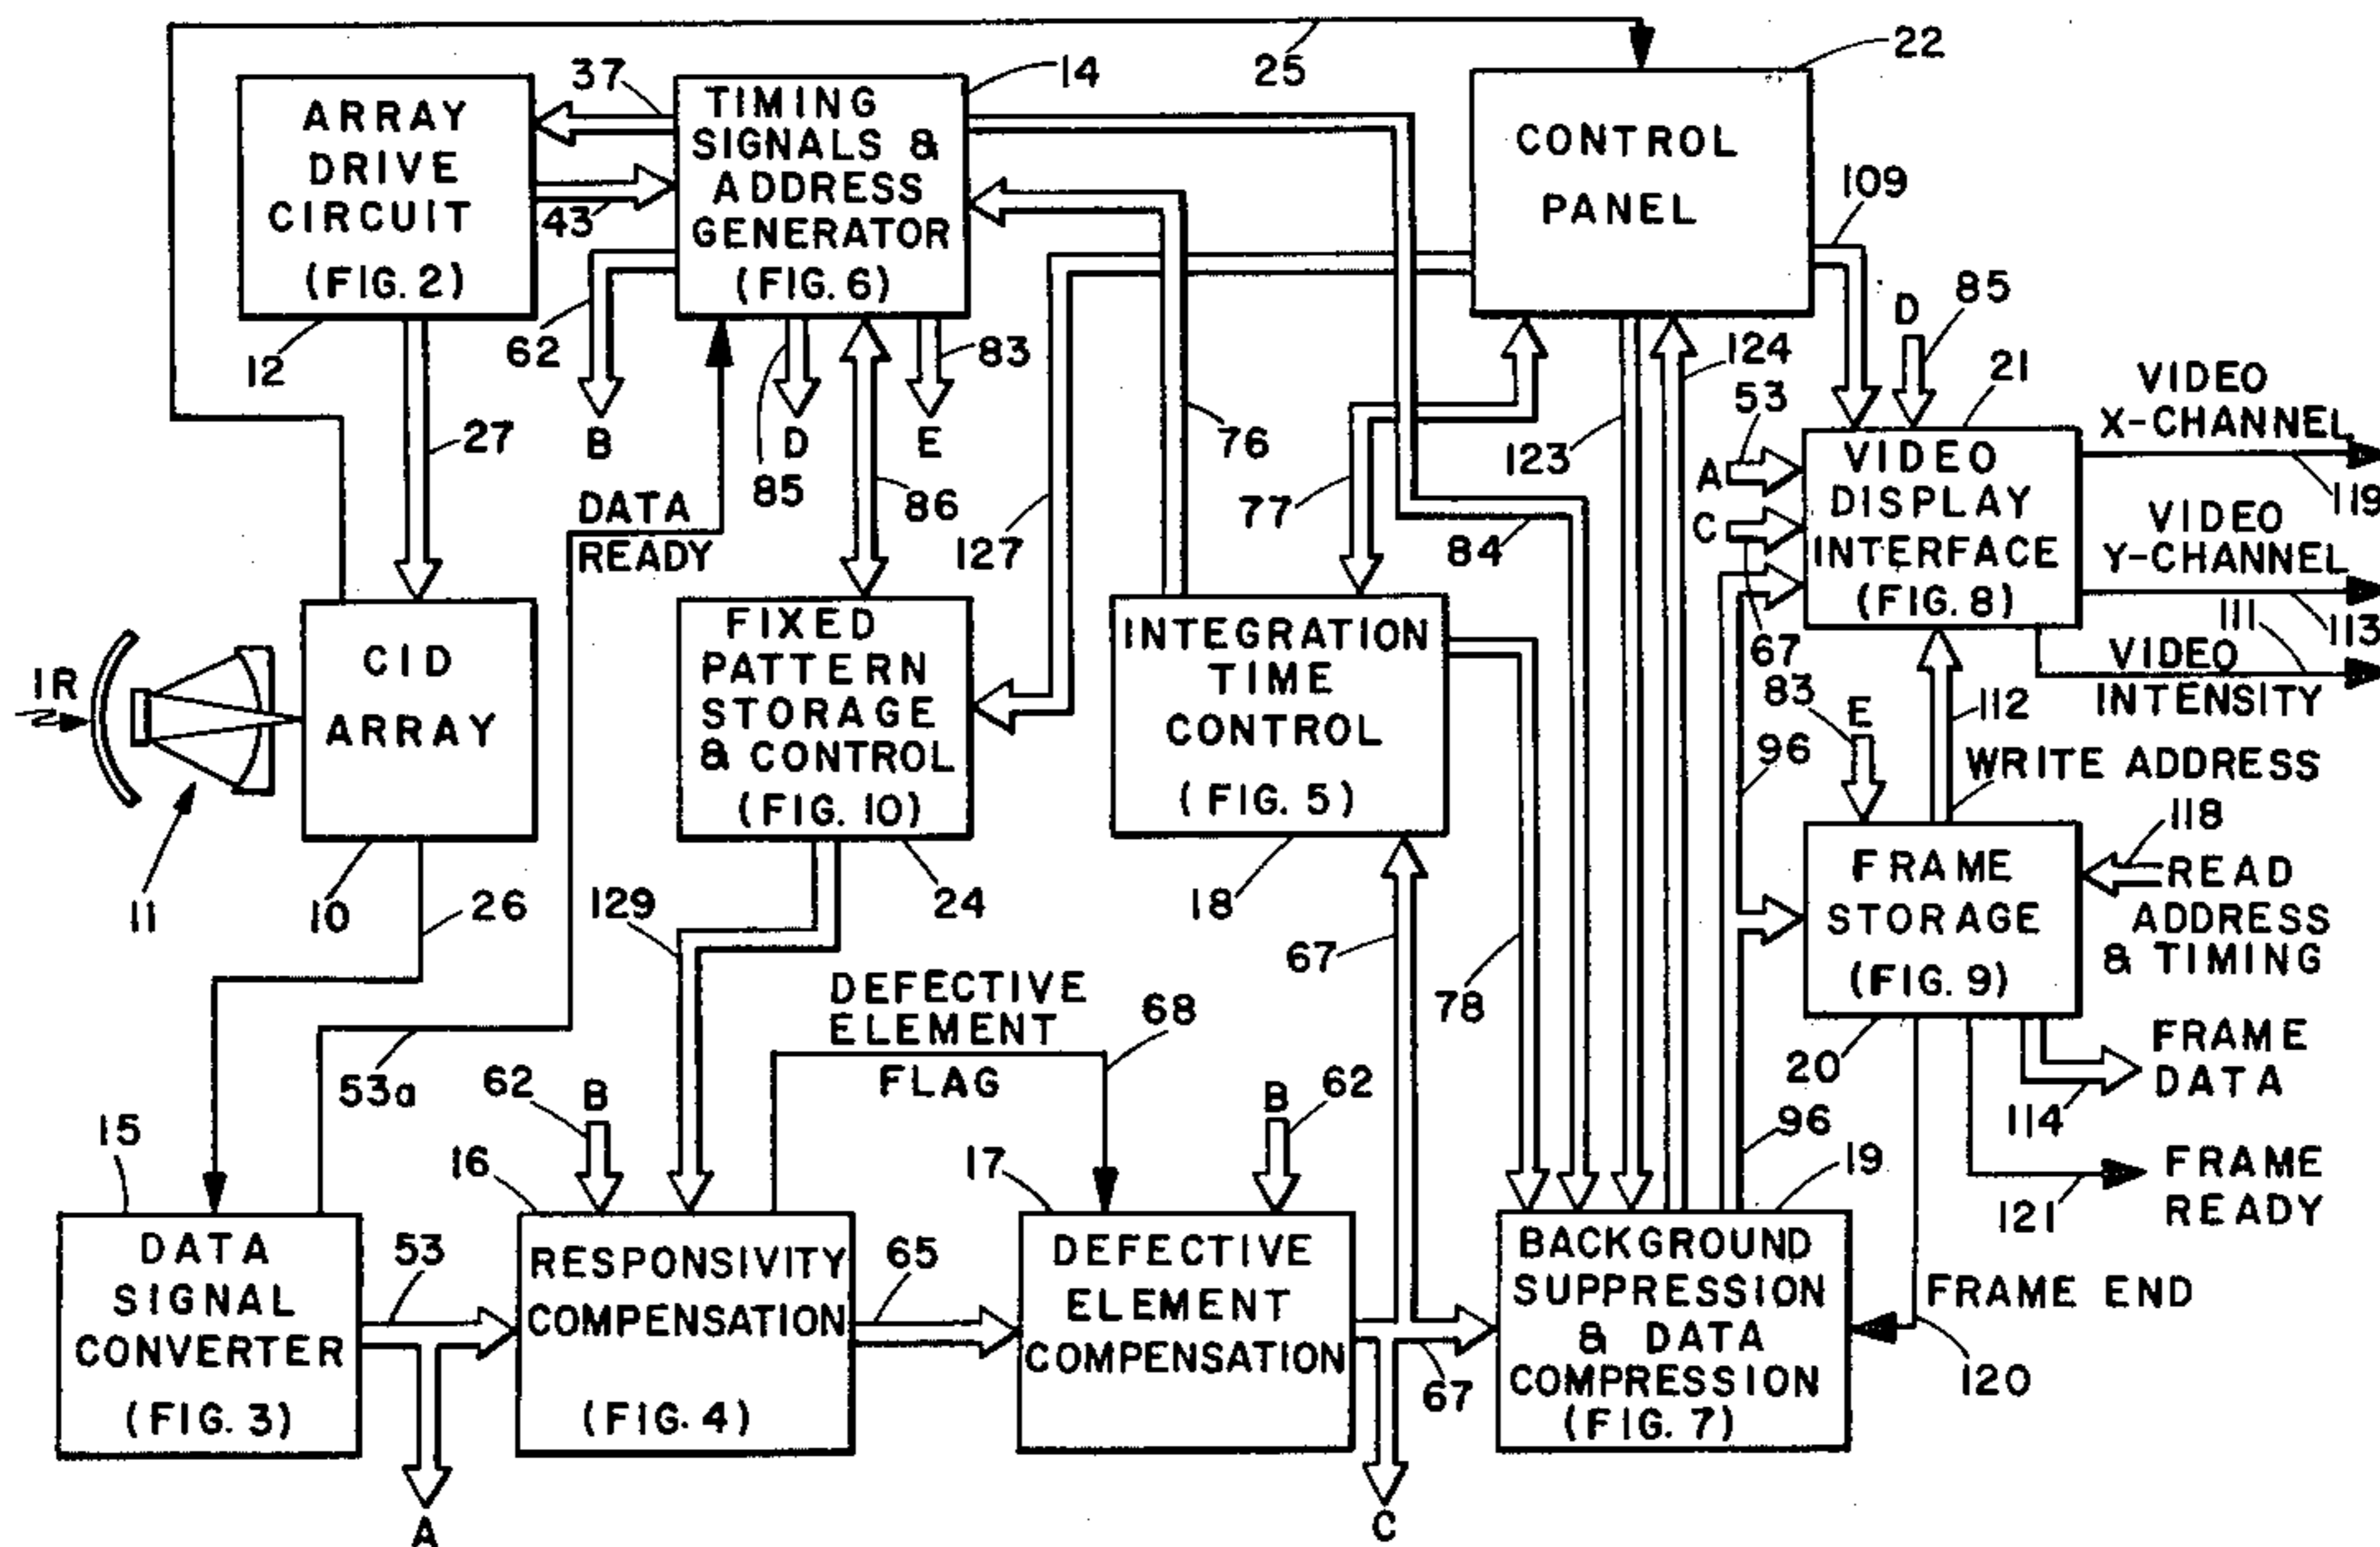 25
22
37
14
ARRAY
DRIVE
CIRCUIT
(FIG. 2)
12
43
TIMING
SIGNALS &
ADDRESS
GENERATOR
(FIG. 6)
62
B
85
D
83
E
86
CONTROL
PANEL
109
D
85
21
124
123
53
A
C
67
VIDEO
DISPLAY
INTERFACE
(FIG. 8)
VIDEO
X-CHANNEL
119
VIDEO
Y-CHANNEL
113
111
VIDEO
INTENSITY
27
DATA
READY
127
76
77
84
IR
11
CID
ARRAY
10
26
FIXED
PATTERN
STORAGE
& CONTROL
(FIG. 10)
24
129
INTEGRATION
TIME
CONTROL
(FIG. 5)
18
67
78
96
83
E
112
WRITE ADDRESS
118
READ
ADDRESS
& TIMING
FRAME
STORAGE
(FIG. 9)
20
FRAME
DATA
114
FRAME
READY
121
FRAME END
120
53a
DEFECTIVE
ELEMENT
FLAG
68
15
DATA
SIGNAL
CONVERTER
(FIG. 3)
53
A
62
B
16
RESPONSIVITY
COMPENSATION
(FIG. 4)
65
17
B
62
DEFECTIVE
ELEMENT
COMPENSATION
67
C
96
19
BACKGROUND
SUPPRESSION
& DATA
COMPRESSION
(FIG. 7)